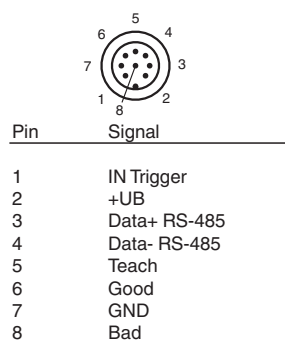 5
6 4
7 3
1 2
8
Pin Signal
1 IN Trigger
2 +UB
3 Data+ RS-485
4 Data- RS-485
5 Teach
6 Good
7 GND
8 Bad